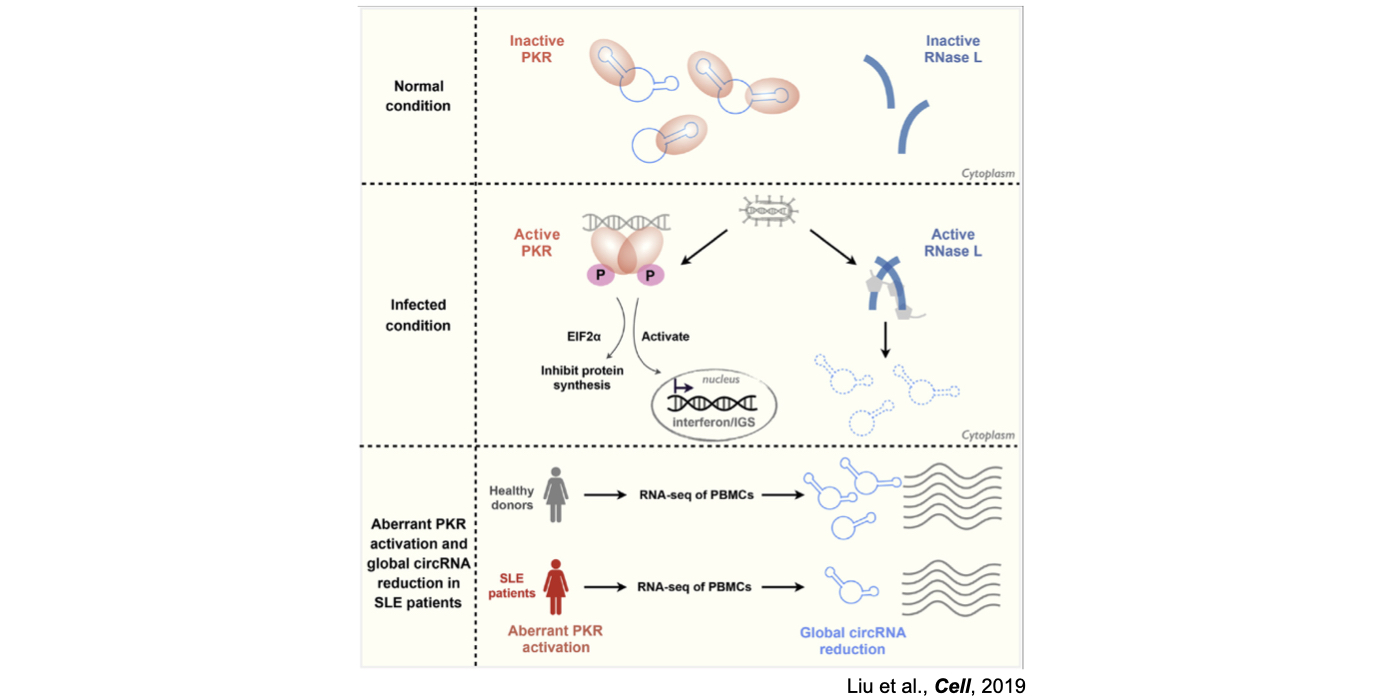 Normal
condition
Inactive
PKR
Inactive
RNase L
Cytoplasm
Infected
condition
Active
PKR
P
P
Active
RNase L
EIF2α
Activate
Inhibit protein
synthesis
nucleus
interferon/IGS
Cytoplasm
Aberrant PKR
activation and
global circRNA
reduction in
SLE patients
Healthy
donors
RNA-seq of PBMCs
SLE
patients
RNA-seq of PBMCs
Aberrant PKR
activation
Global circRNA
reduction
Liu et al., Cell, 2019